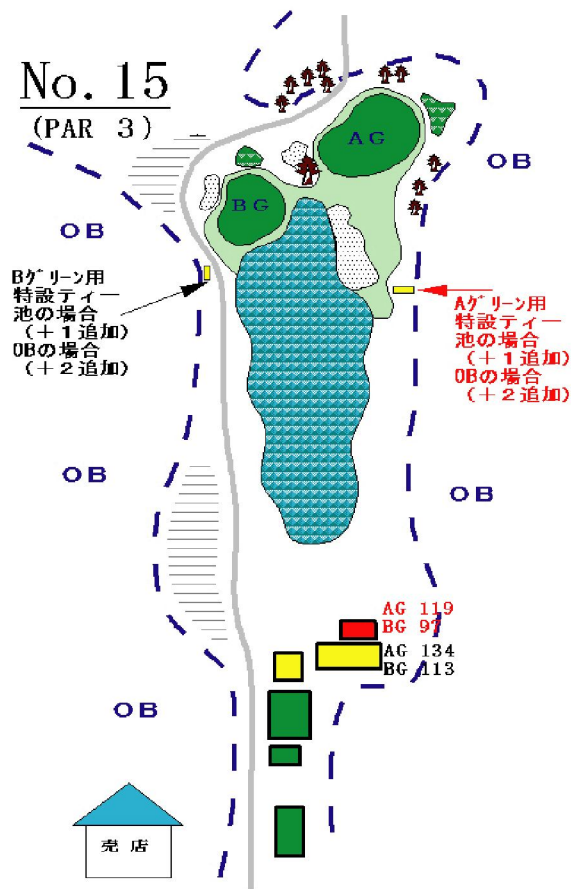 No. 15
(PAR 3)
AG
BG
OB
OB
Bグリーン用
特設ティー
池の場合
(+1追加)
OBの場合
(+2追加)
Aグリーン用
特設ティー
池の場合
(+1追加)
OBの場合
(+2追加)
OB
OB
AG 119
BG 97
AG 134
BG 113
OB
売店